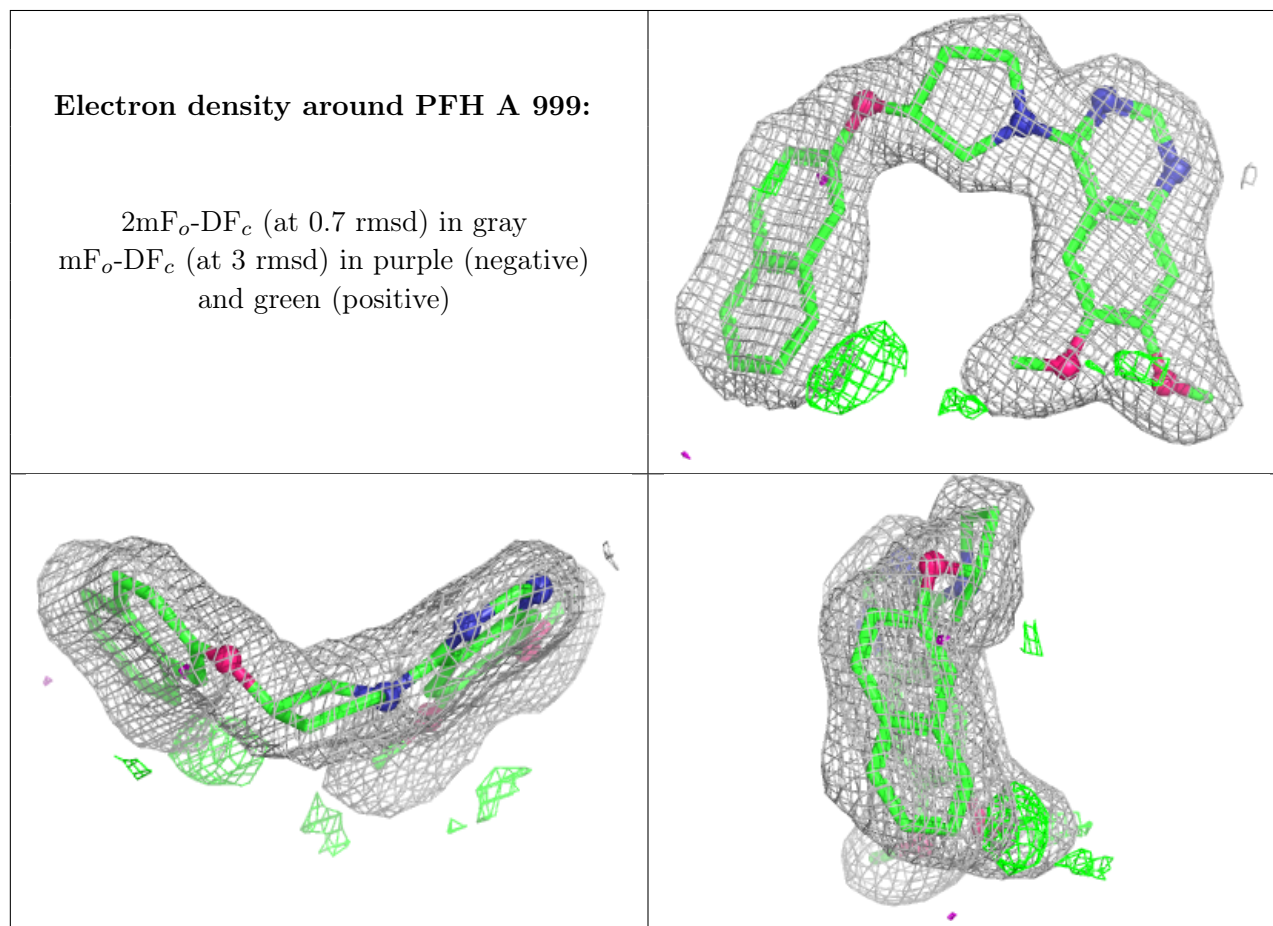 Electron density around PFH A 999:
2mFo-DFc (at 0.7 rmsd) in gray
mFo-DFc (at 3 rmsd) in purple (negative)
and green (positive)